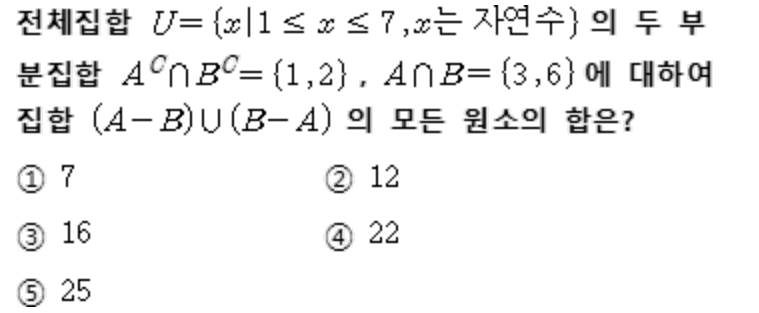 전체집합 U={x|1≤x≤7,x는 자연수}의 두 부
분집합 Aᶜ∩Bᶜ={1,2}, A∩B={3,6}에 대하여
집합 (A−B)∪(B−A) 의 모든 원소의 합은?
① 7 ② 12
③ 16 ④ 22
⑤ 25